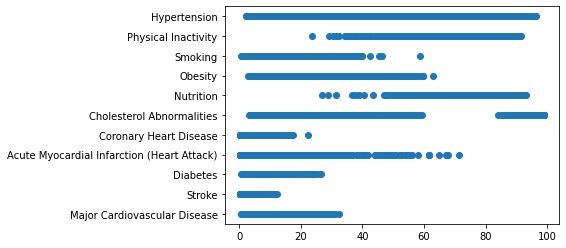 Hypertension
Physical Inactivity
Smoking
Obesity
Nutrition
Cholesterol Abnormalities
Coronary Heart Disease
Acute Myocardial Infarction (Heart Attack)
Diabetes
Stroke
Major Cardiovascular Disease
0 20 40 60 80 100